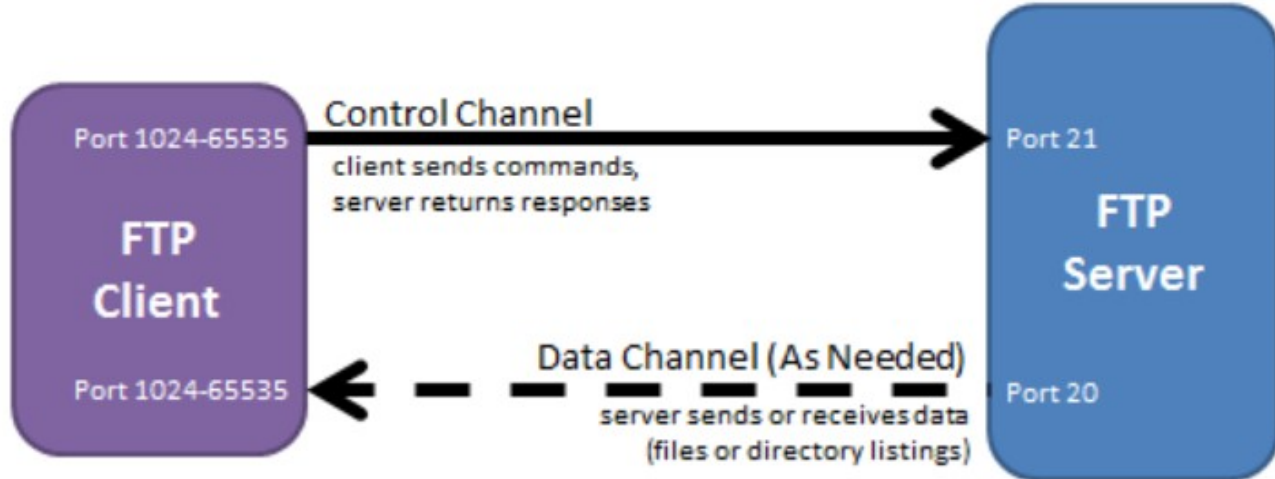 Control Channel
Port 1024-65535
Port 21
client sends commands,
server returns responses
FTP
Client
FTP
Server
Data Channel (As Needed)
Port 1024-65535
Port 20
server sends or receives data
(files or directory listings)